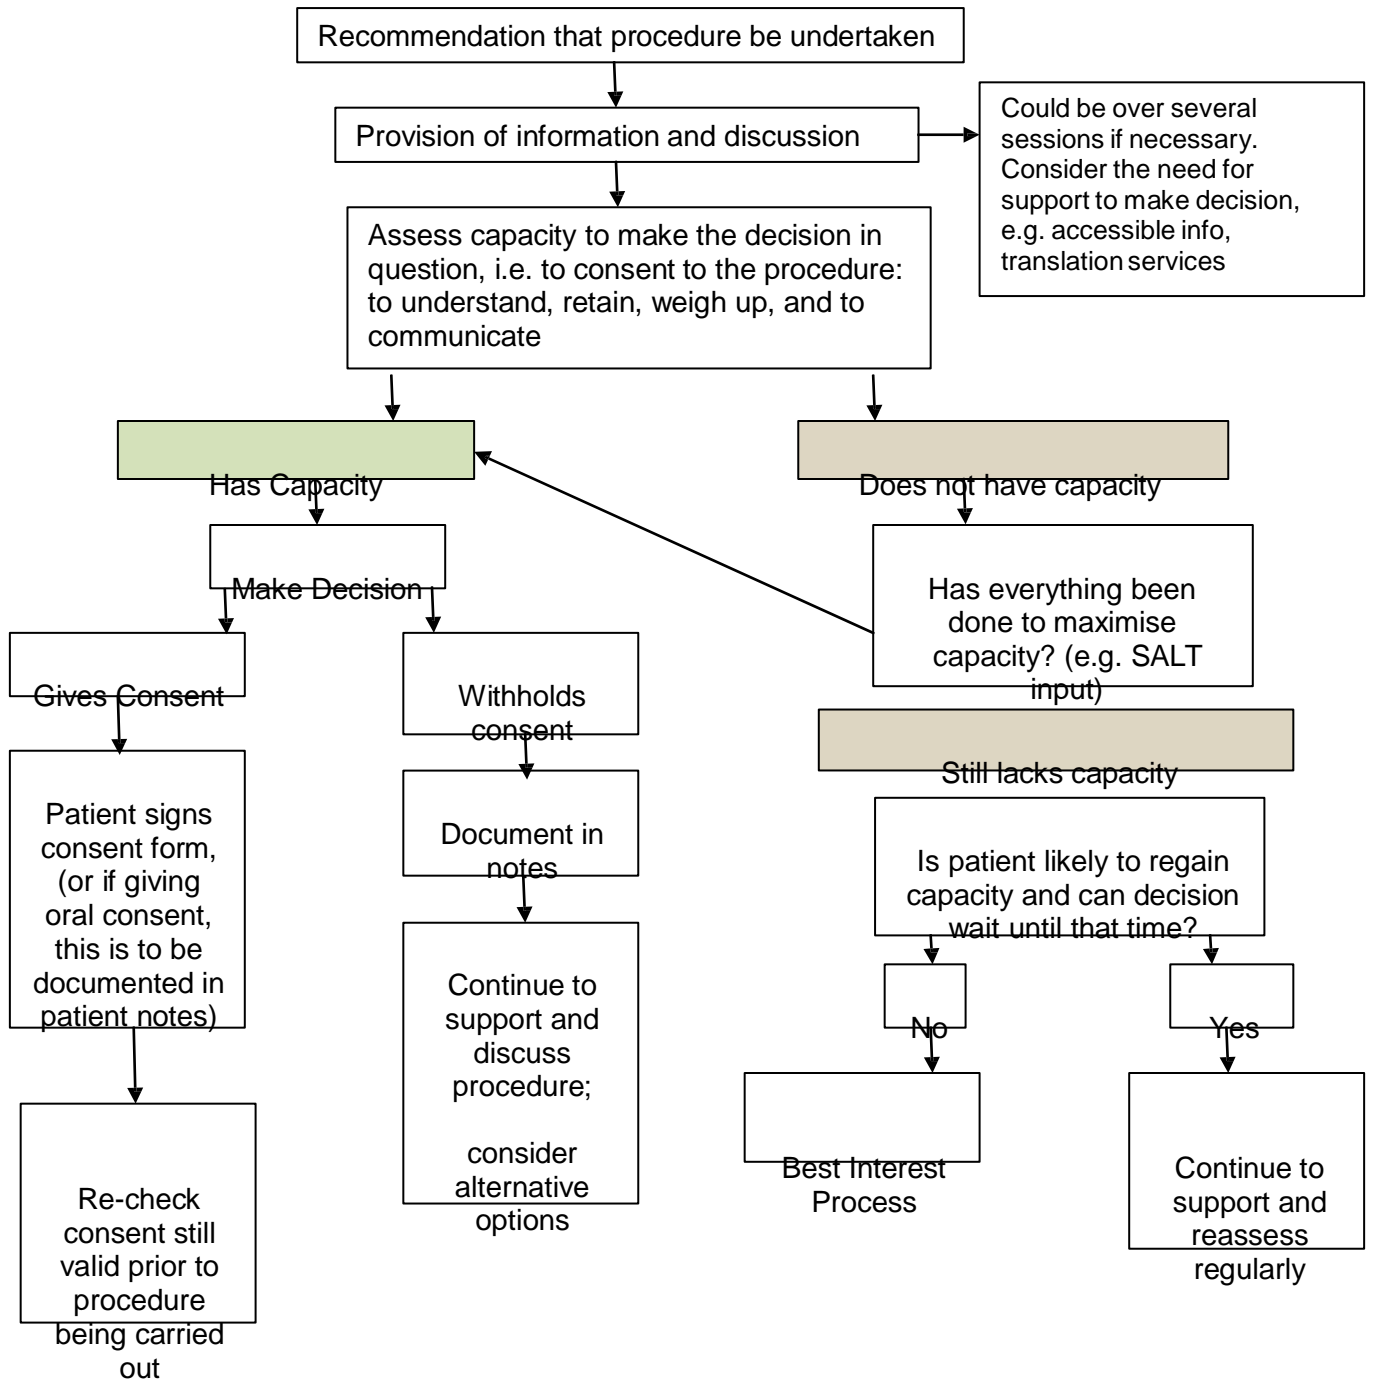 Recommendation that procedure be undertaken
Provision of information and discussion
Could be over several
sessions if necessary.
Consider the need for
support to make decision,
e.g. accessible info,
translation services
Assess capacity to make the decision in
question, i.e. to consent to the procedure:
to understand, retain, weigh up, and to
communicate
Has Capacity
Does not have capacity
Make Decision
Has everything been
done to maximise
capacity? (e.g. SALT
input)
Gives Consent
Withholds
consent
Still lacks capacity
Patient signs
consent form,
(or if giving
oral consent,
this is to be
documented in
patient notes)
Document in
notes
Is patient likely to regain
capacity and can decision
wait until that time?
Continue to
support and
discuss
procedure;
consider
alternative
options
No
Yes
Re-check
consent still
valid prior to
procedure
being carried
out
Best Interest
Process
Continue to
support and
reassess
regularly